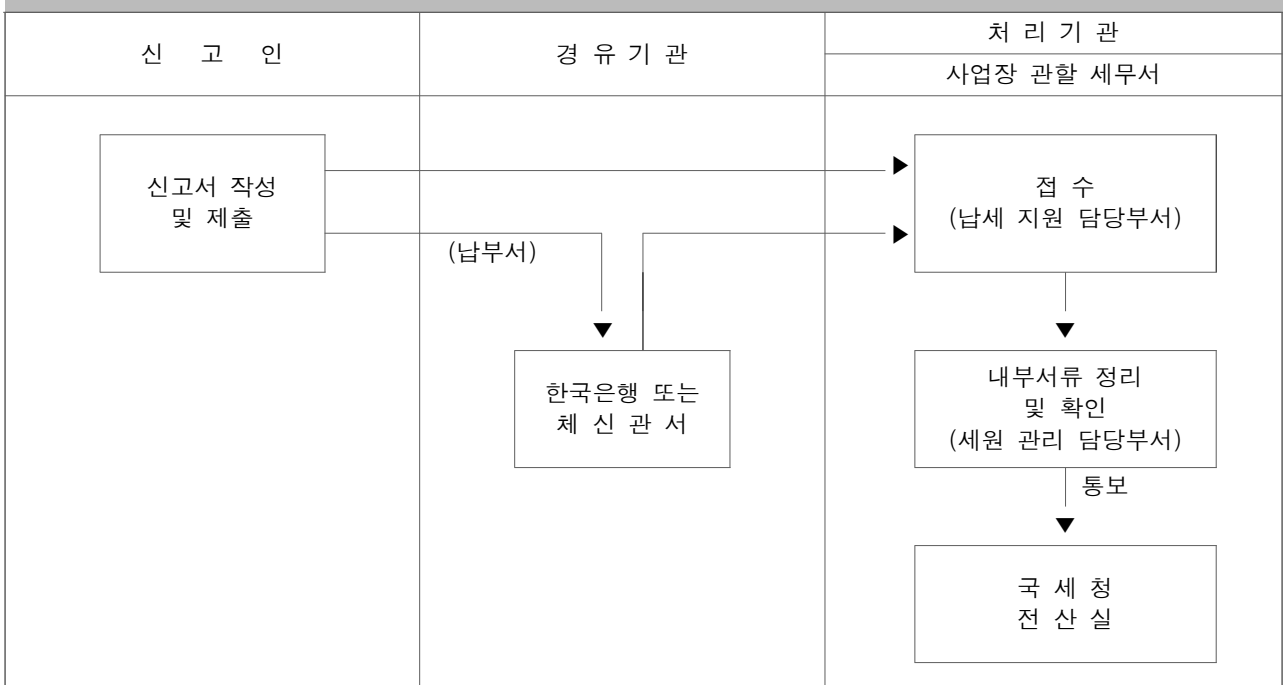 신 고 인
경 유 기 관
처 리 기 관
사업장 관할 세무서
신고서 작성
및 제출
접 수
(납세 지원 담당부서)
(납부서)
한국은행 또는
체 신 관 서
내부서류 정리
및 확인
(세원 관리 담당부서)
통보
국 세 청
전 산 실